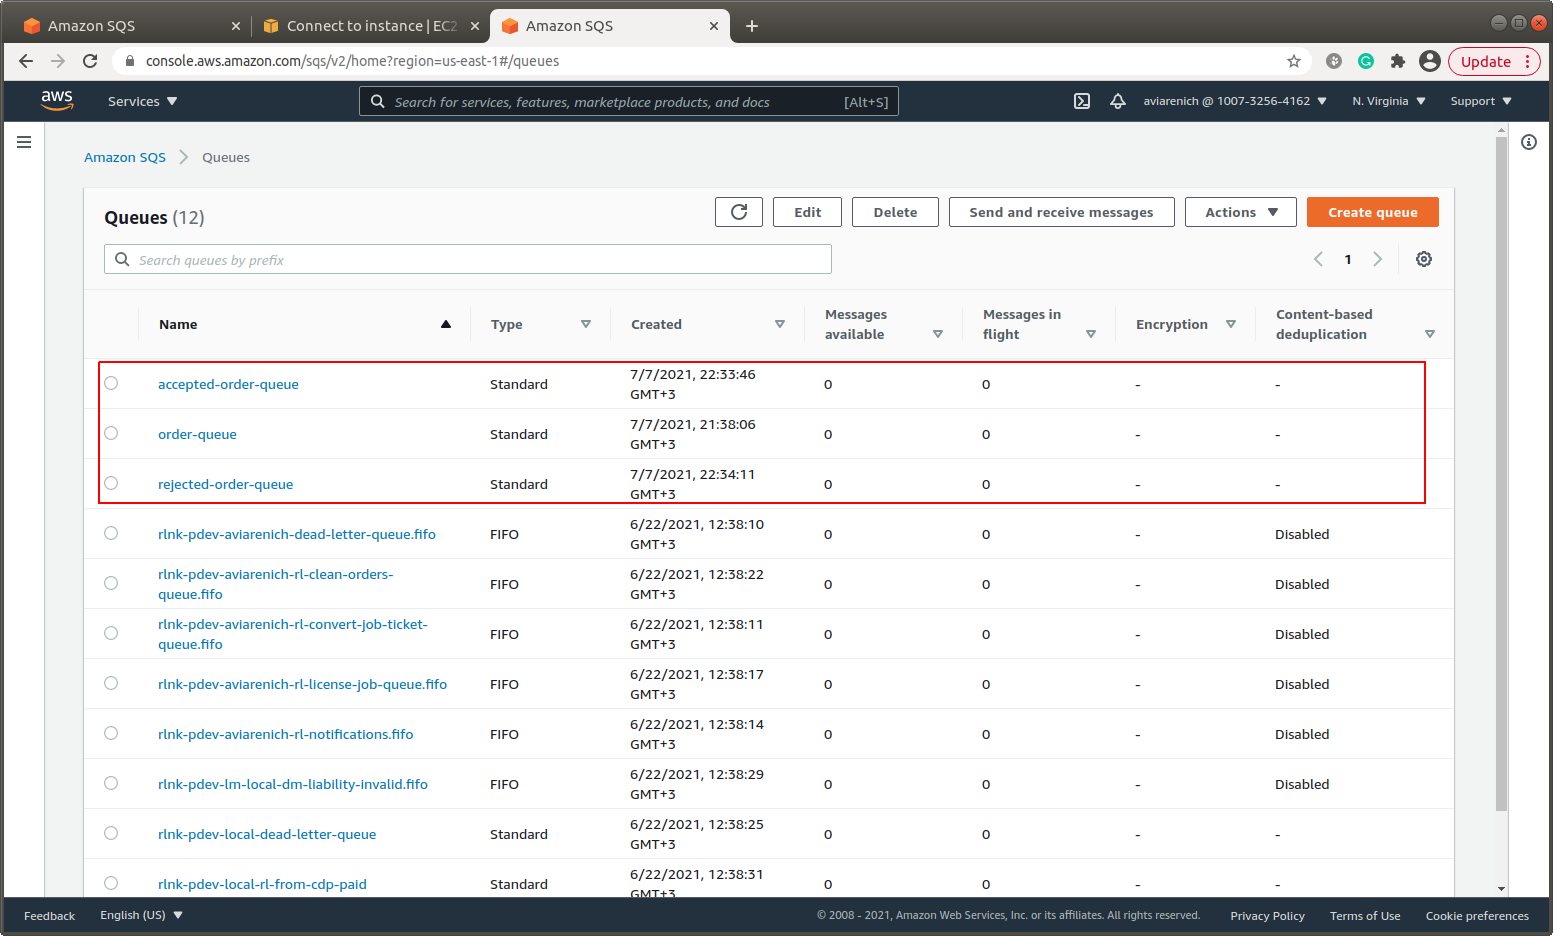 Amazon SQS
Connect to instance | EC2
Amazon SQS
console.aws.amazon.com/sqs/v2/home?region=us-east-1#/queues
Update
aws
Services
Search for services, features, marketplace products, and docs [Alt+S]
aviarenich @ 1007-3256-4162
N. Virginia
Support
Amazon SQS
Queues
Queues (12)
Edit
Delete
Send and receive messages
Actions
Create queue
Search queues by prefix
1
Name
Type
Created
Messages
available
Messages in
flight
Encryption
Content-based
deduplication
accepted-order-queue
Standard
7/7/2021, 22:33:46
GMT+3
0
0
-
-
order-queue
Standard
7/7/2021, 21:38:06
GMT+3
0
0
-
-
rejected-order-queue
Standard
7/7/2021, 22:34:11
GMT+3
0
0
-
-
rlnk-pdev-aviarenich-dead-letter-queue.fifo
FIFO
6/22/2021, 12:38:10
GMT+3
0
0
-
Disabled
rlnk-pdev-aviarenich-rl-clean-orders-
queue.fifo
FIFO
6/22/2021, 12:38:22
GMT+3
0
0
-
Disabled
rlnk-pdev-aviarenich-rl-convert-job-ticket-
queue.fifo
FIFO
6/22/2021, 12:38:11
GMT+3
0
0
-
Disabled
rlnk-pdev-aviarenich-rl-license-job-queue.fifo
FIFO
6/22/2021, 12:38:17
GMT+3
0
0
-
Disabled
rlnk-pdev-aviarenich-rl-notifications.fifo
FIFO
6/22/2021, 12:38:14
GMT+3
0
0
-
Disabled
rlnk-pdev-lm-local-dm-liability-invalid.fifo
FIFO
6/22/2021, 12:38:29
GMT+3
0
0
-
Disabled
rlnk-pdev-local-dead-letter-queue
Standard
6/22/2021, 12:38:25
GMT+3
0
0
-
-
rlnk-pdev-local-rl-from-cdp-paid
Standard
6/22/2021, 12:38:31
GMT+3
0
0
-
-
Feedback
English (US)
© 2008 - 2021, Amazon Web Services, Inc. or its affiliates. All rights reserved.
Privacy Policy
Terms of Use
Cookie preferences